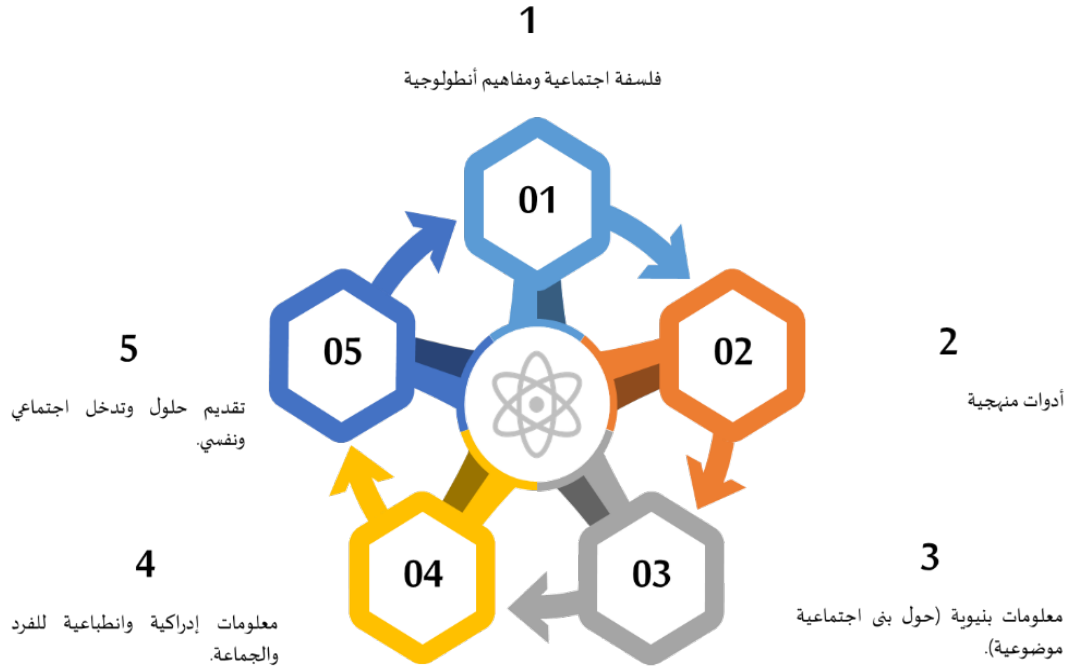 1
فلسفة اجتماعية ومفاهيم أنطولوجية
01
02
2
أدوات منهجية
03
3
معلومات بنيوية (حول بنى اجتماعية
موضوعية).
04
4
معلومات إدراكية وانطباعية للفرد
والجماعة.
05
5
تقديم حلول وتدخل اجتماعي
ونفسي.